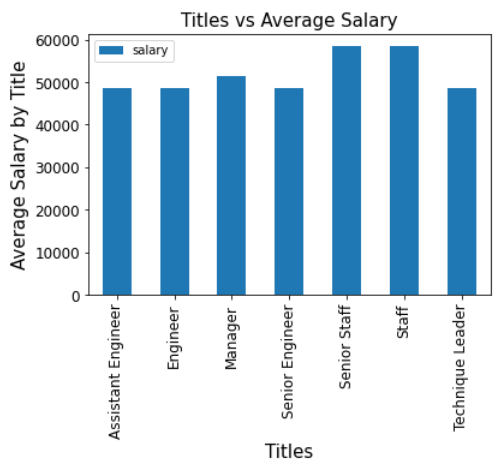 Titles vs Average Salary
salary
Average Salary by Title
60000
50000
40000
30000
20000
10000
0
Assistant Engineer
Engineer
Manager
Senior Engineer
Senior Staff
Staff
Technique Leader
Titles